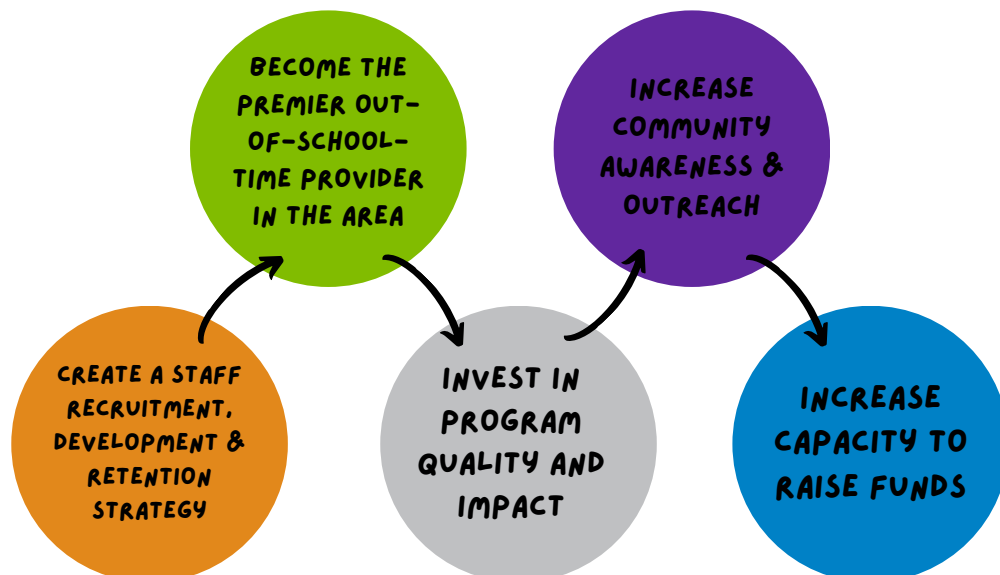 CREATE A STAFF
RECRUITMENT,
DEVELOPMENT &
RETENTION
STRATEGY
BECOME THE
PREMIER OUT-
OF-SCHOOL-
TIME PROVIDER
IN THE AREA
INVEST IN
PROGRAM
QUALITY AND
IMPACT
INCREASE
COMMUNITY
AWARENESS &
OUTREACH
INCREASE
CAPACITY TO
RAISE FUNDS